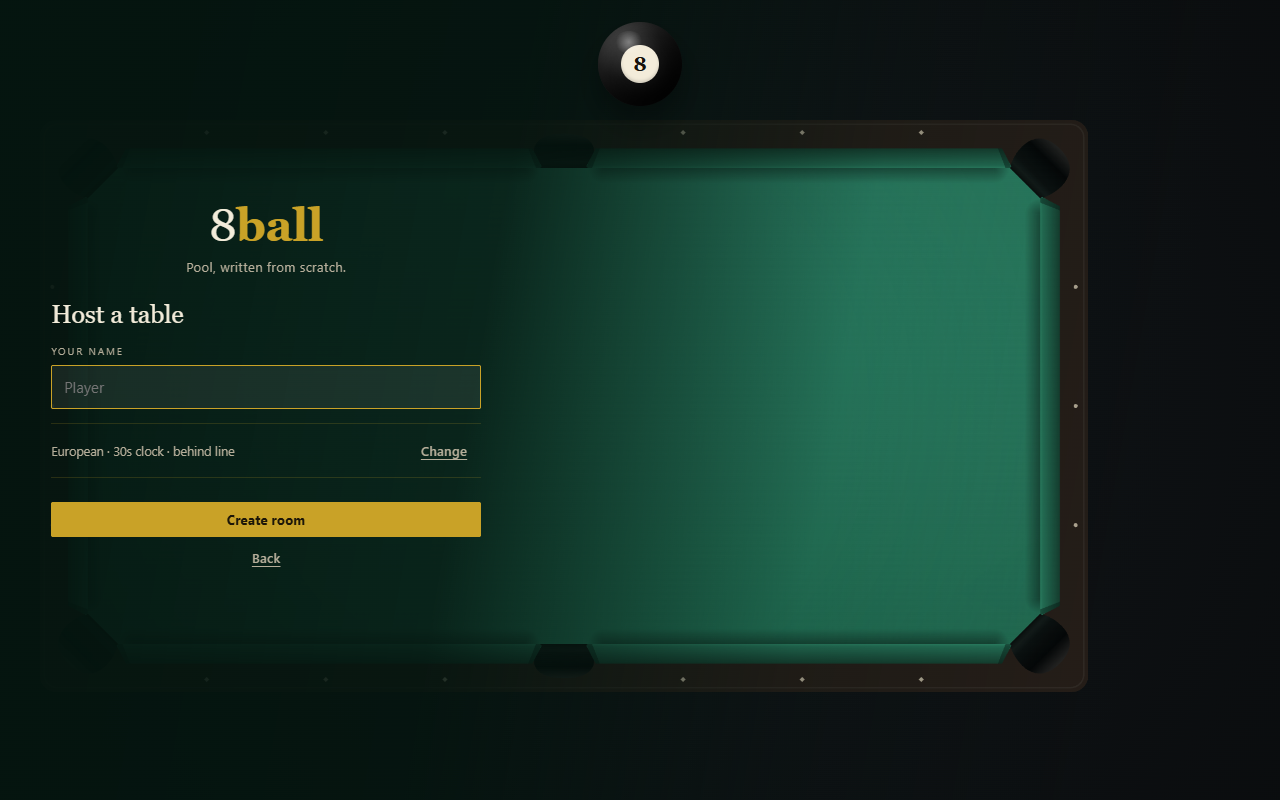 8
8ball
Pool, written from scratch.
Host a table
YOUR NAME
Player
European · 30s clock · behind line
Change
Create room
Back